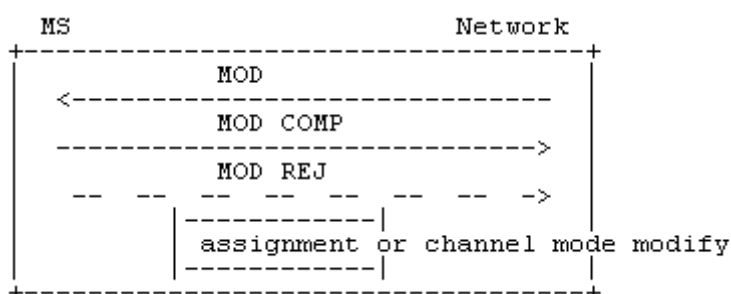 MS Network
MOD
MOD COMP
MOD REJ
assignment or channel mode modify